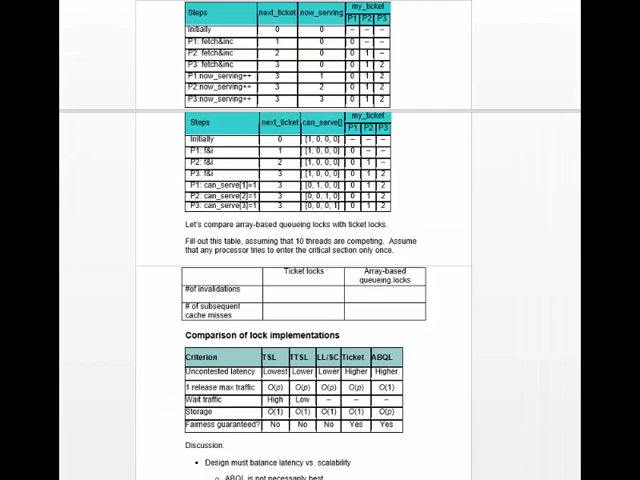 Steps next_ticket now_serving my_ticket
P1 P2 P3
Initially 0 0 – – –
P1: fetch&inc 1 0 0 – –
P2: fetch&inc 2 0 0 1 –
P3: fetch&inc 3 0 0 1 2
P1:now_serving++ 3 1 0 1 2
P2:now_serving++ 3 2 0 1 2
P3:now_serving++ 3 3 0 1 2
Steps next_ticket can_serve[] my_ticket
P1 P2 P3
Initially 0 [1, 0, 0, 0] – – –
P1: f&i 1 [1, 0, 0, 0] 0 – –
P2: f&i 2 [1, 0, 0, 0] 0 1 –
P3: f&i 3 [1, 0, 0, 0] 0 1 2
P1: can_serve[1]=1 3 [0, 1, 0, 0] 0 1 2
P2: can_serve[2]=1 3 [0, 0, 1, 0] 0 1 2
P3: can_serve[3]=1 3 [0, 0, 0, 1] 0 1 2
Let's compare array-based queueing locks with ticket locks.
Fill out this table, assuming that 10 threads are competing. Assume
that any processor tries to enter the critical section only once.
Ticket locks Array-based
queueing locks
#of invalidations
# of subsequent
cache misses
Comparison of lock implementations
Criterion TSL TTSL LL/SC Ticket ABQL
Uncontested latency Lowest Lower Lower Higher Higher
1 release max traffic O(p) O(p) O(p) O(p) O(1)
Wait traffic High Low – – –
Storage O(1) O(1) O(1) O(1) O(p)
Fairness guaranteed? No No No Yes Yes
Discussion:
• Design must balance latency vs. scalability
o ABQL is not necessarily best